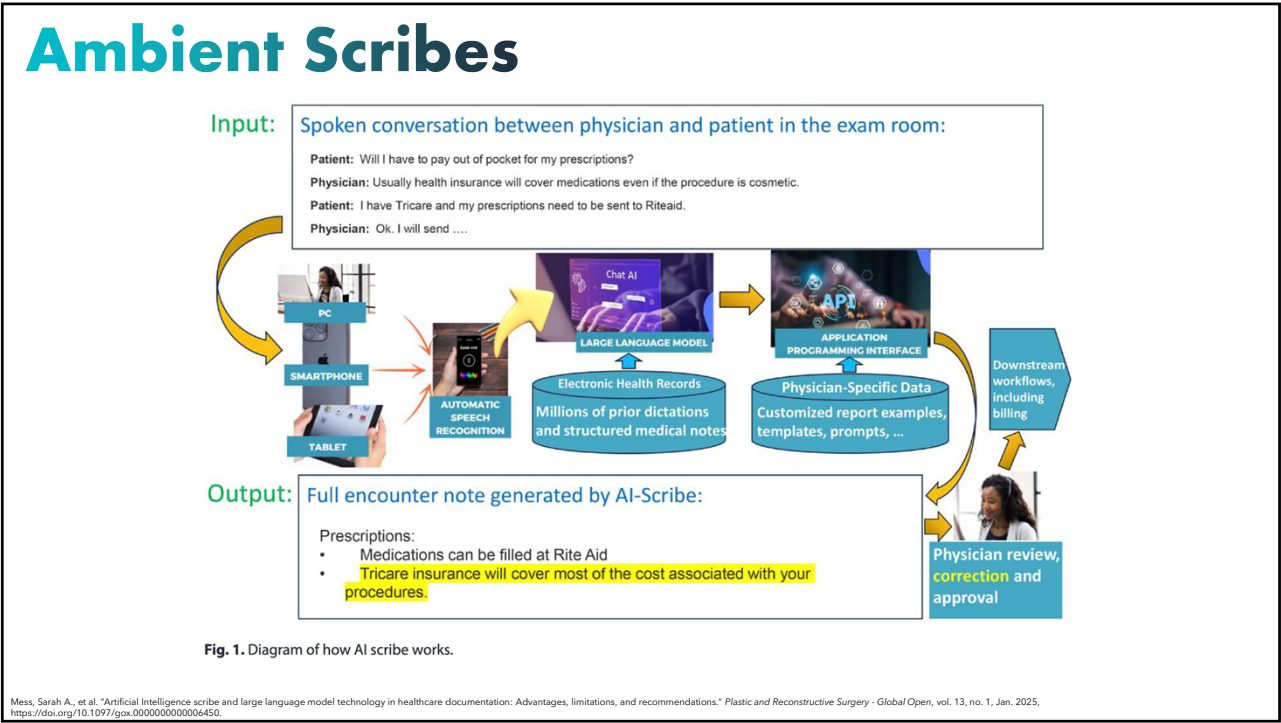 Ambient Scribes
Input:
Spoken conversation between physician and patient in the exam room:
Patient: Will I have to pay out of pocket for my prescriptions?
Physician: Usually health insurance will cover medications even if the procedure is cosmetic.
Patient: I have Tricare and my prescriptions need to be sent to Riteaid.
Physician: Ok. I will send ….
PC
SMARTPHONE
TABLET
AUTOMATIC
SPEECH
RECOGNITION
Chat AI
LARGE LANGUAGE MODEL
Electronic Health Records
Millions of prior dictations
and structured medical notes
API
APPLICATION
PROGRAMMING INTERFACE
Physician-Specific Data
Customized report examples,
templates, prompts, …
Downstream
workflows,
including
billing
Output:
Full encounter note generated by AI-Scribe:
Prescriptions:
• Medications can be filled at Rite Aid
• Tricare insurance will cover most of the cost associated with your
procedures.
Physician review,
correction and
approval
Fig. 1. Diagram of how AI scribe works.
Mess, Sarah A., et al. “Artificial Intelligence scribe and large language model technology in healthcare documentation: Advantages, limitations, and recommendations.” Plastic and Reconstructive Surgery - Global Open, vol. 13, no. 1, Jan. 2025,
https://doi.org/10.1097/gox.0000000000006450.